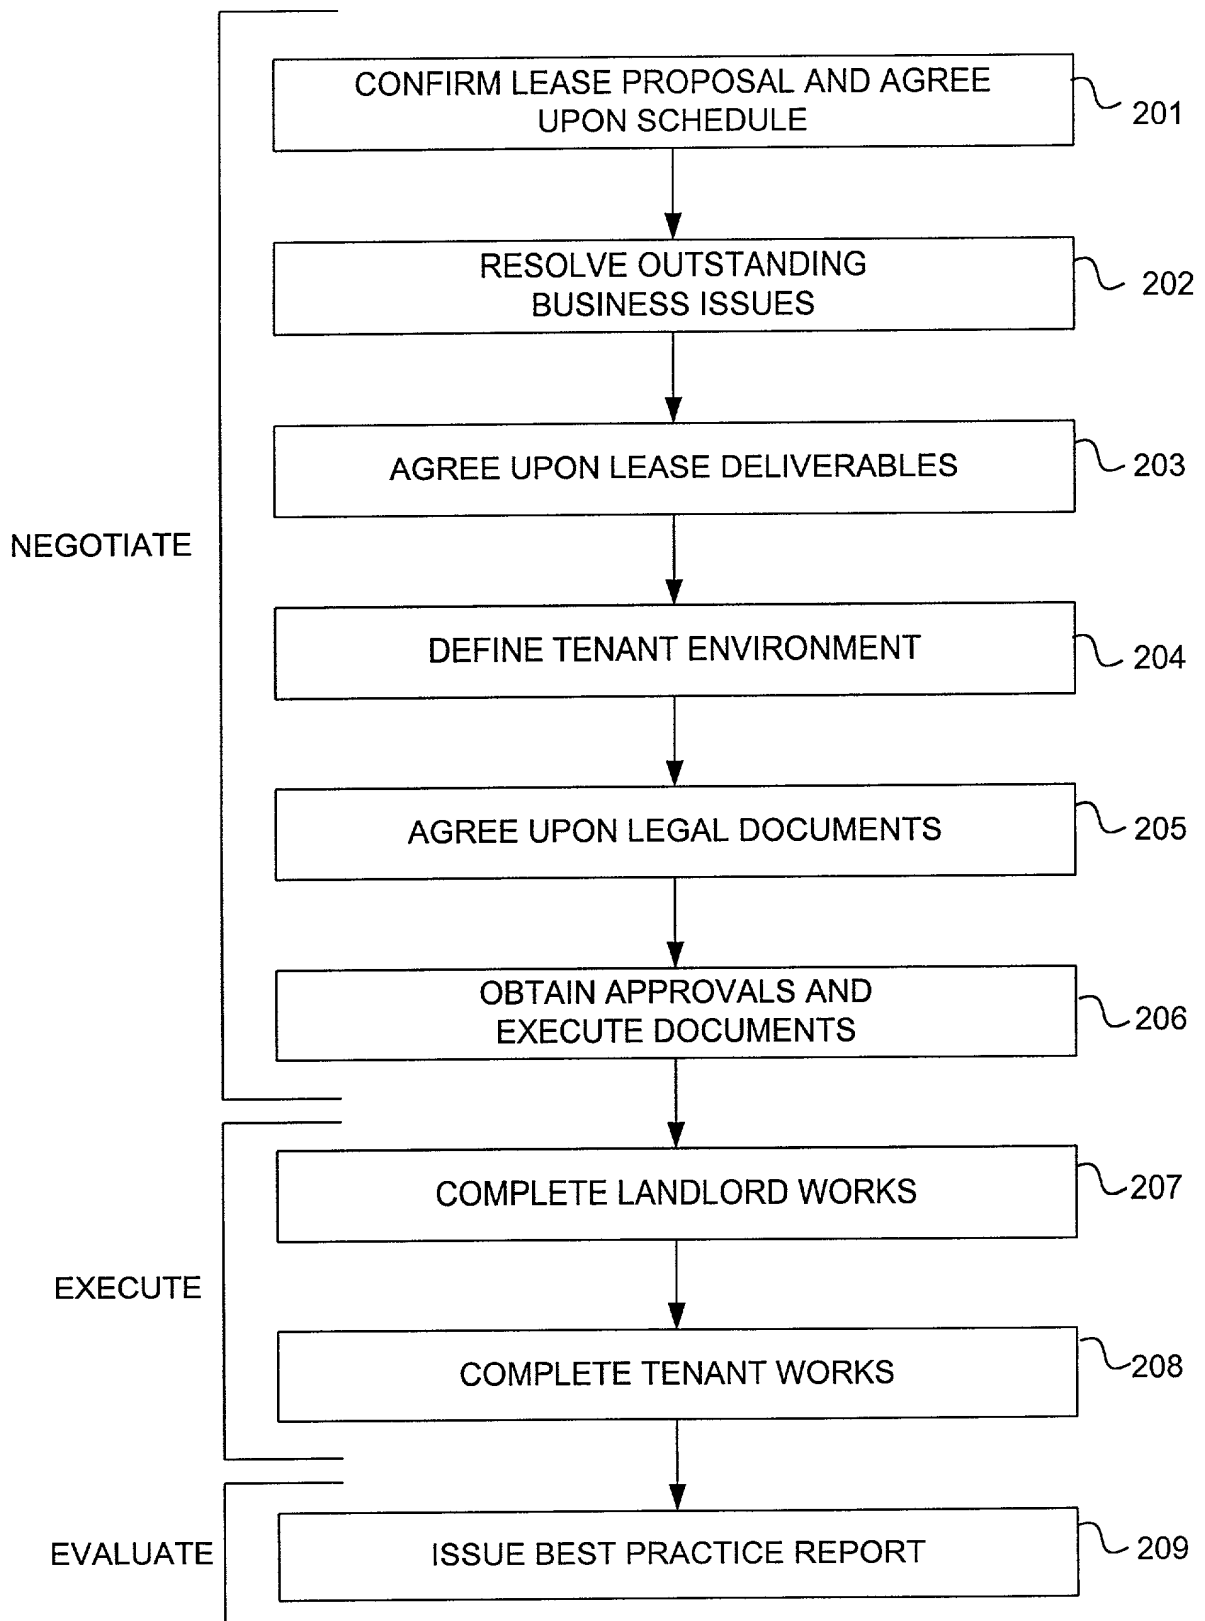 CONFIRM LEASE PROPOSAL AND AGREE
UPON SCHEDULE
201
RESOLVE OUTSTANDING
BUSINESS ISSUES
202
AGREE UPON LEASE DELIVERABLES
203
NEGOTIATE
DEFINE TENANT ENVIRONMENT
204
AGREE UPON LEGAL DOCUMENTS
205
OBTAIN APPROVALS AND
EXECUTE DOCUMENTS
206
COMPLETE LANDLORD WORKS
207
EXECUTE
COMPLETE TENANT WORKS
208
EVALUATE
ISSUE BEST PRACTICE REPORT
209